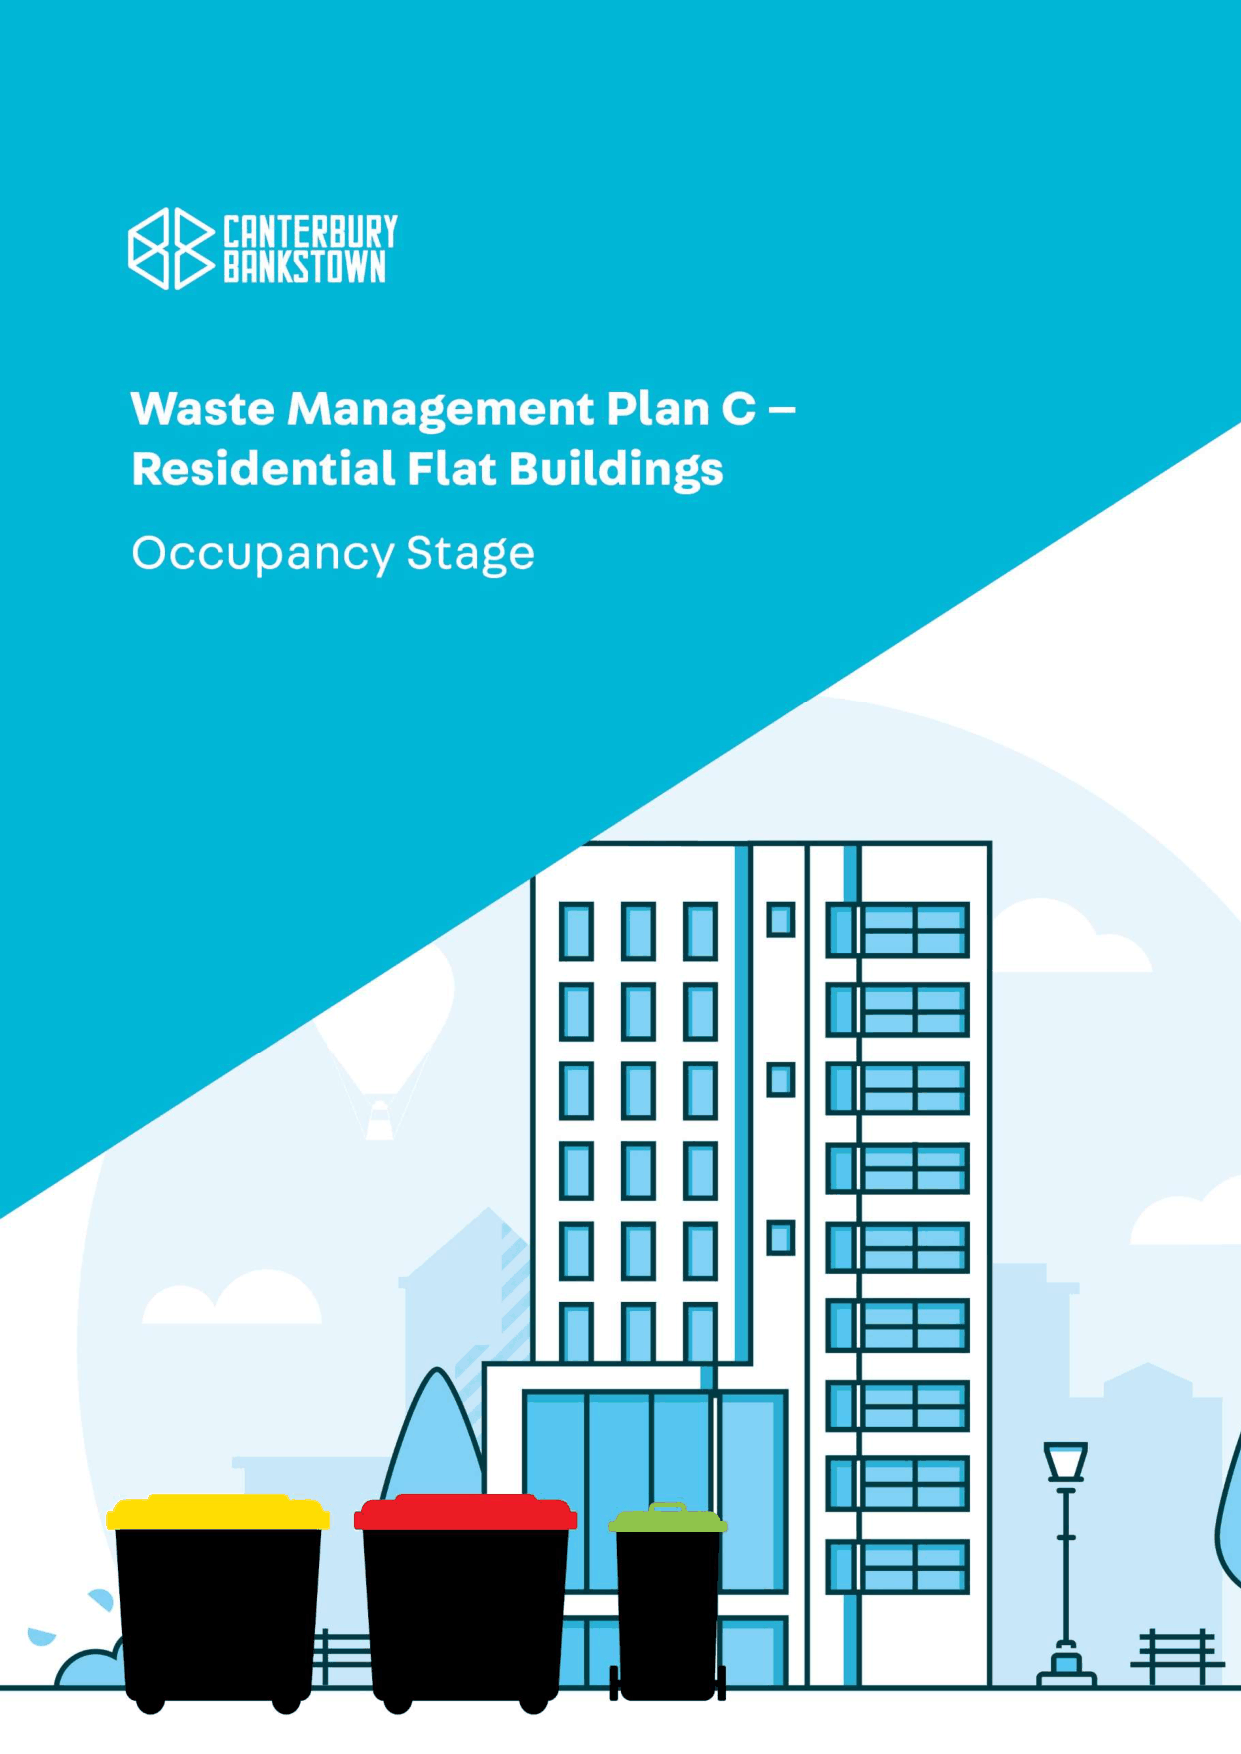 CANTERBURY
BANKSTOWN
Waste Management Plan C –
Residential Flat Buildings
Occupancy Stage